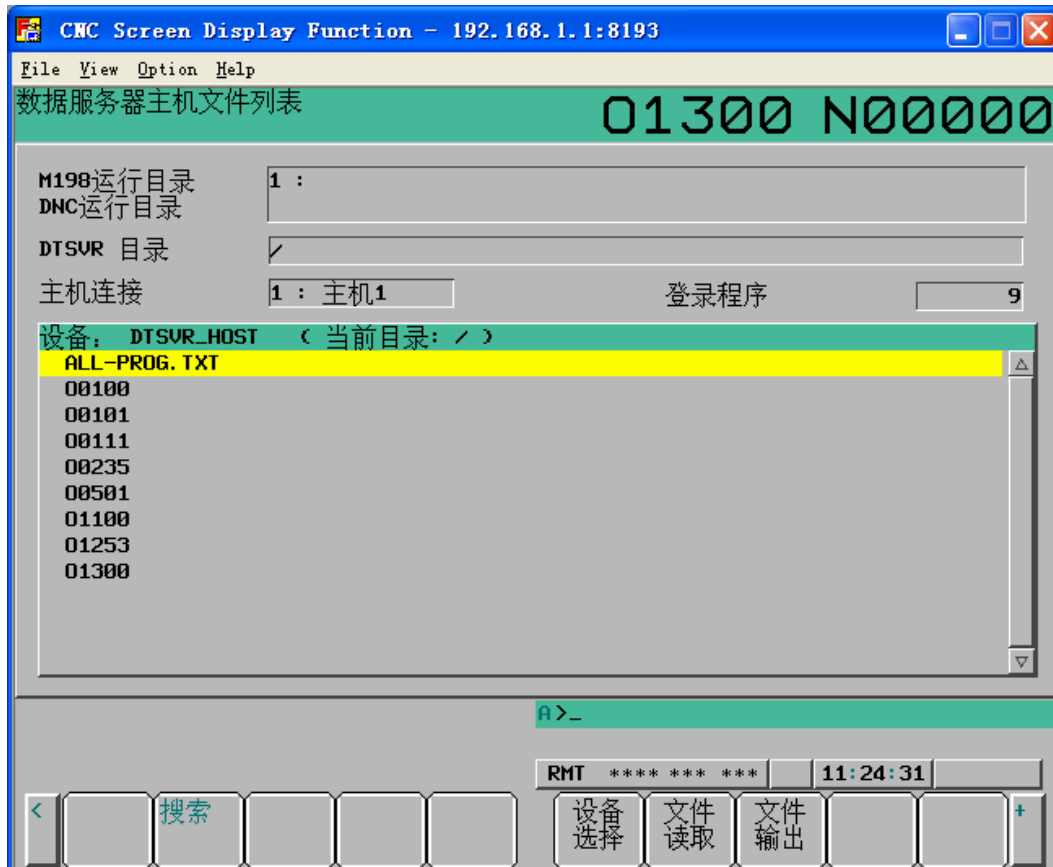 CNC Screen Display Function - 192.168.1.1:8193
File View Option Help
数据服务器主机文件列表 O1300 N00000
M198运行目录 1 :
DNC运行目录
DTSVR 目录 /
主机连接 1 : 主机1 登录程序 9
设备: DTSVR_HOST ( 当前目录: / )
ALL-PROG.TXT
O0100
O0101
O0111
O0235
O0501
O1100
O1253
O1300
A>_
RMT **** *** *** 11:24:31
< 搜索 设备选择 文件读取 文件输出 +